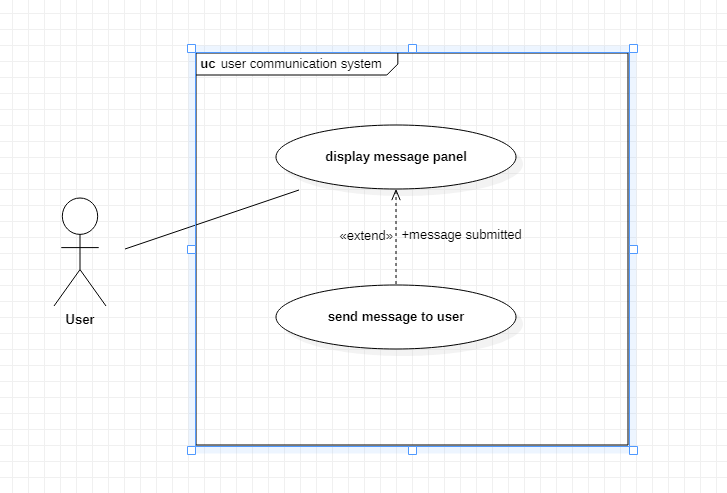 uc user communication system
display message panel
«extend» +message submitted
send message to user
User